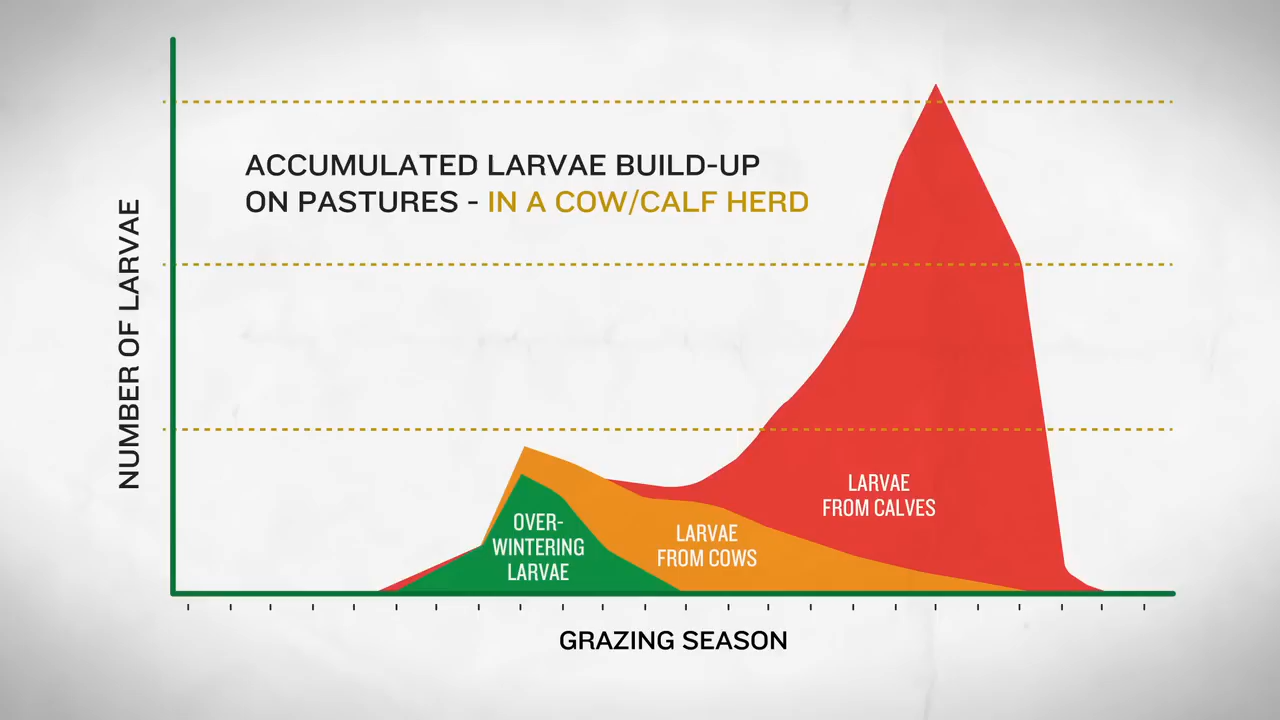 ACCUMULATED LARVAE BUILD-UP
ON PASTURES - IN A COW/CALF HERD
NUMBER OF LARVAE
LARVAE
FROM CALVES
OVER-
WINTERING
LARVAE
LARVAE
FROM COWS
GRAZING SEASON